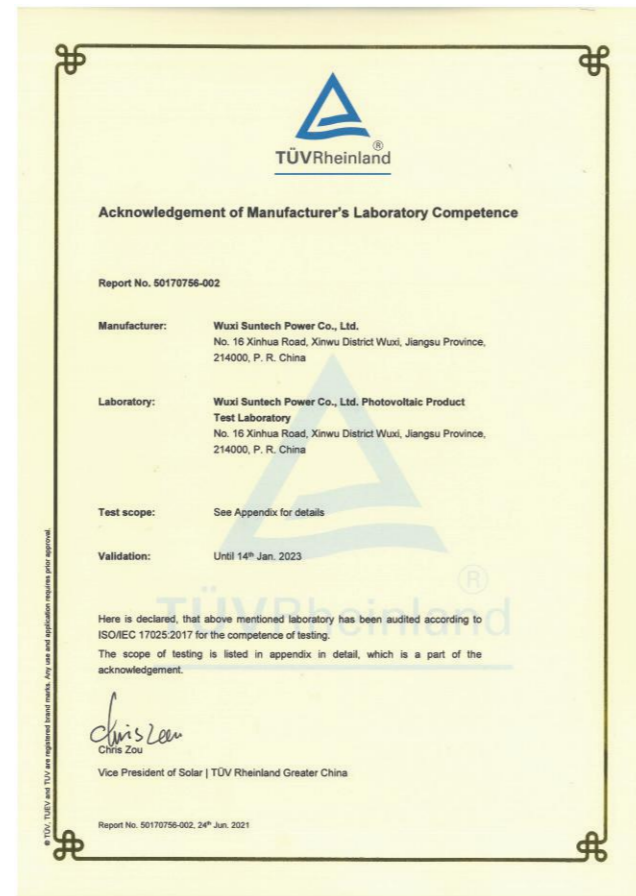 TÜVRheinland®
Acknowledgement of Manufacturer's Laboratory Competence
Report No. 50170756-002
Manufacturer: Wuxi Suntech Power Co., Ltd.
No. 16 Xinhua Road, Xinwu District Wuxi, Jiangsu Province,
214000, P. R. China
Laboratory: Wuxi Suntech Power Co., Ltd. Photovoltaic Product
Test Laboratory
No. 16 Xinhua Road, Xinwu District Wuxi, Jiangsu Province,
214000, P. R. China
Test scope: See Appendix for details
Validation: Until 14th Jan. 2023
TÜVRheinland®
Here is declared, that above mentioned laboratory has been audited according to
ISO/IEC 17025:2017 for the competence of testing.
The scope of testing is listed in appendix in detail, which is a part of the
acknowledgement.
Chris Zou
Chris Zou
Vice President of Solar | TÜV Rheinland Greater China
Report No. 50170756-002, 24th Jun. 2021
® TÜV, TUEV and TUV are registered brand marks. Any use and application requires prior approval.